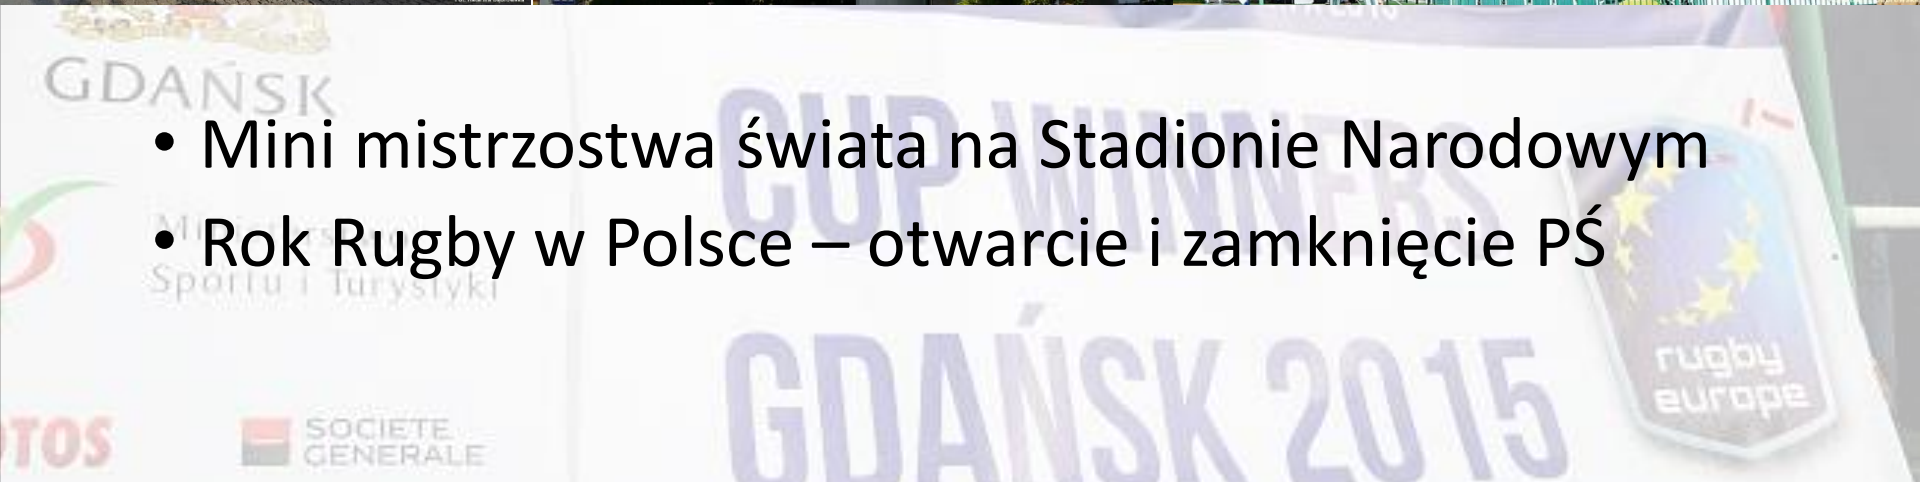 GDAŃSK
CUP WINNERS
• Mini mistrzostwa świata na Stadionie Narodowym
• Rok Rugby w Polsce – otwarcie i zamknięcie PŚ
Sportu i Turystyki
GDAŃSK 2015
rugby
europe
SOCIETE
GENERALE